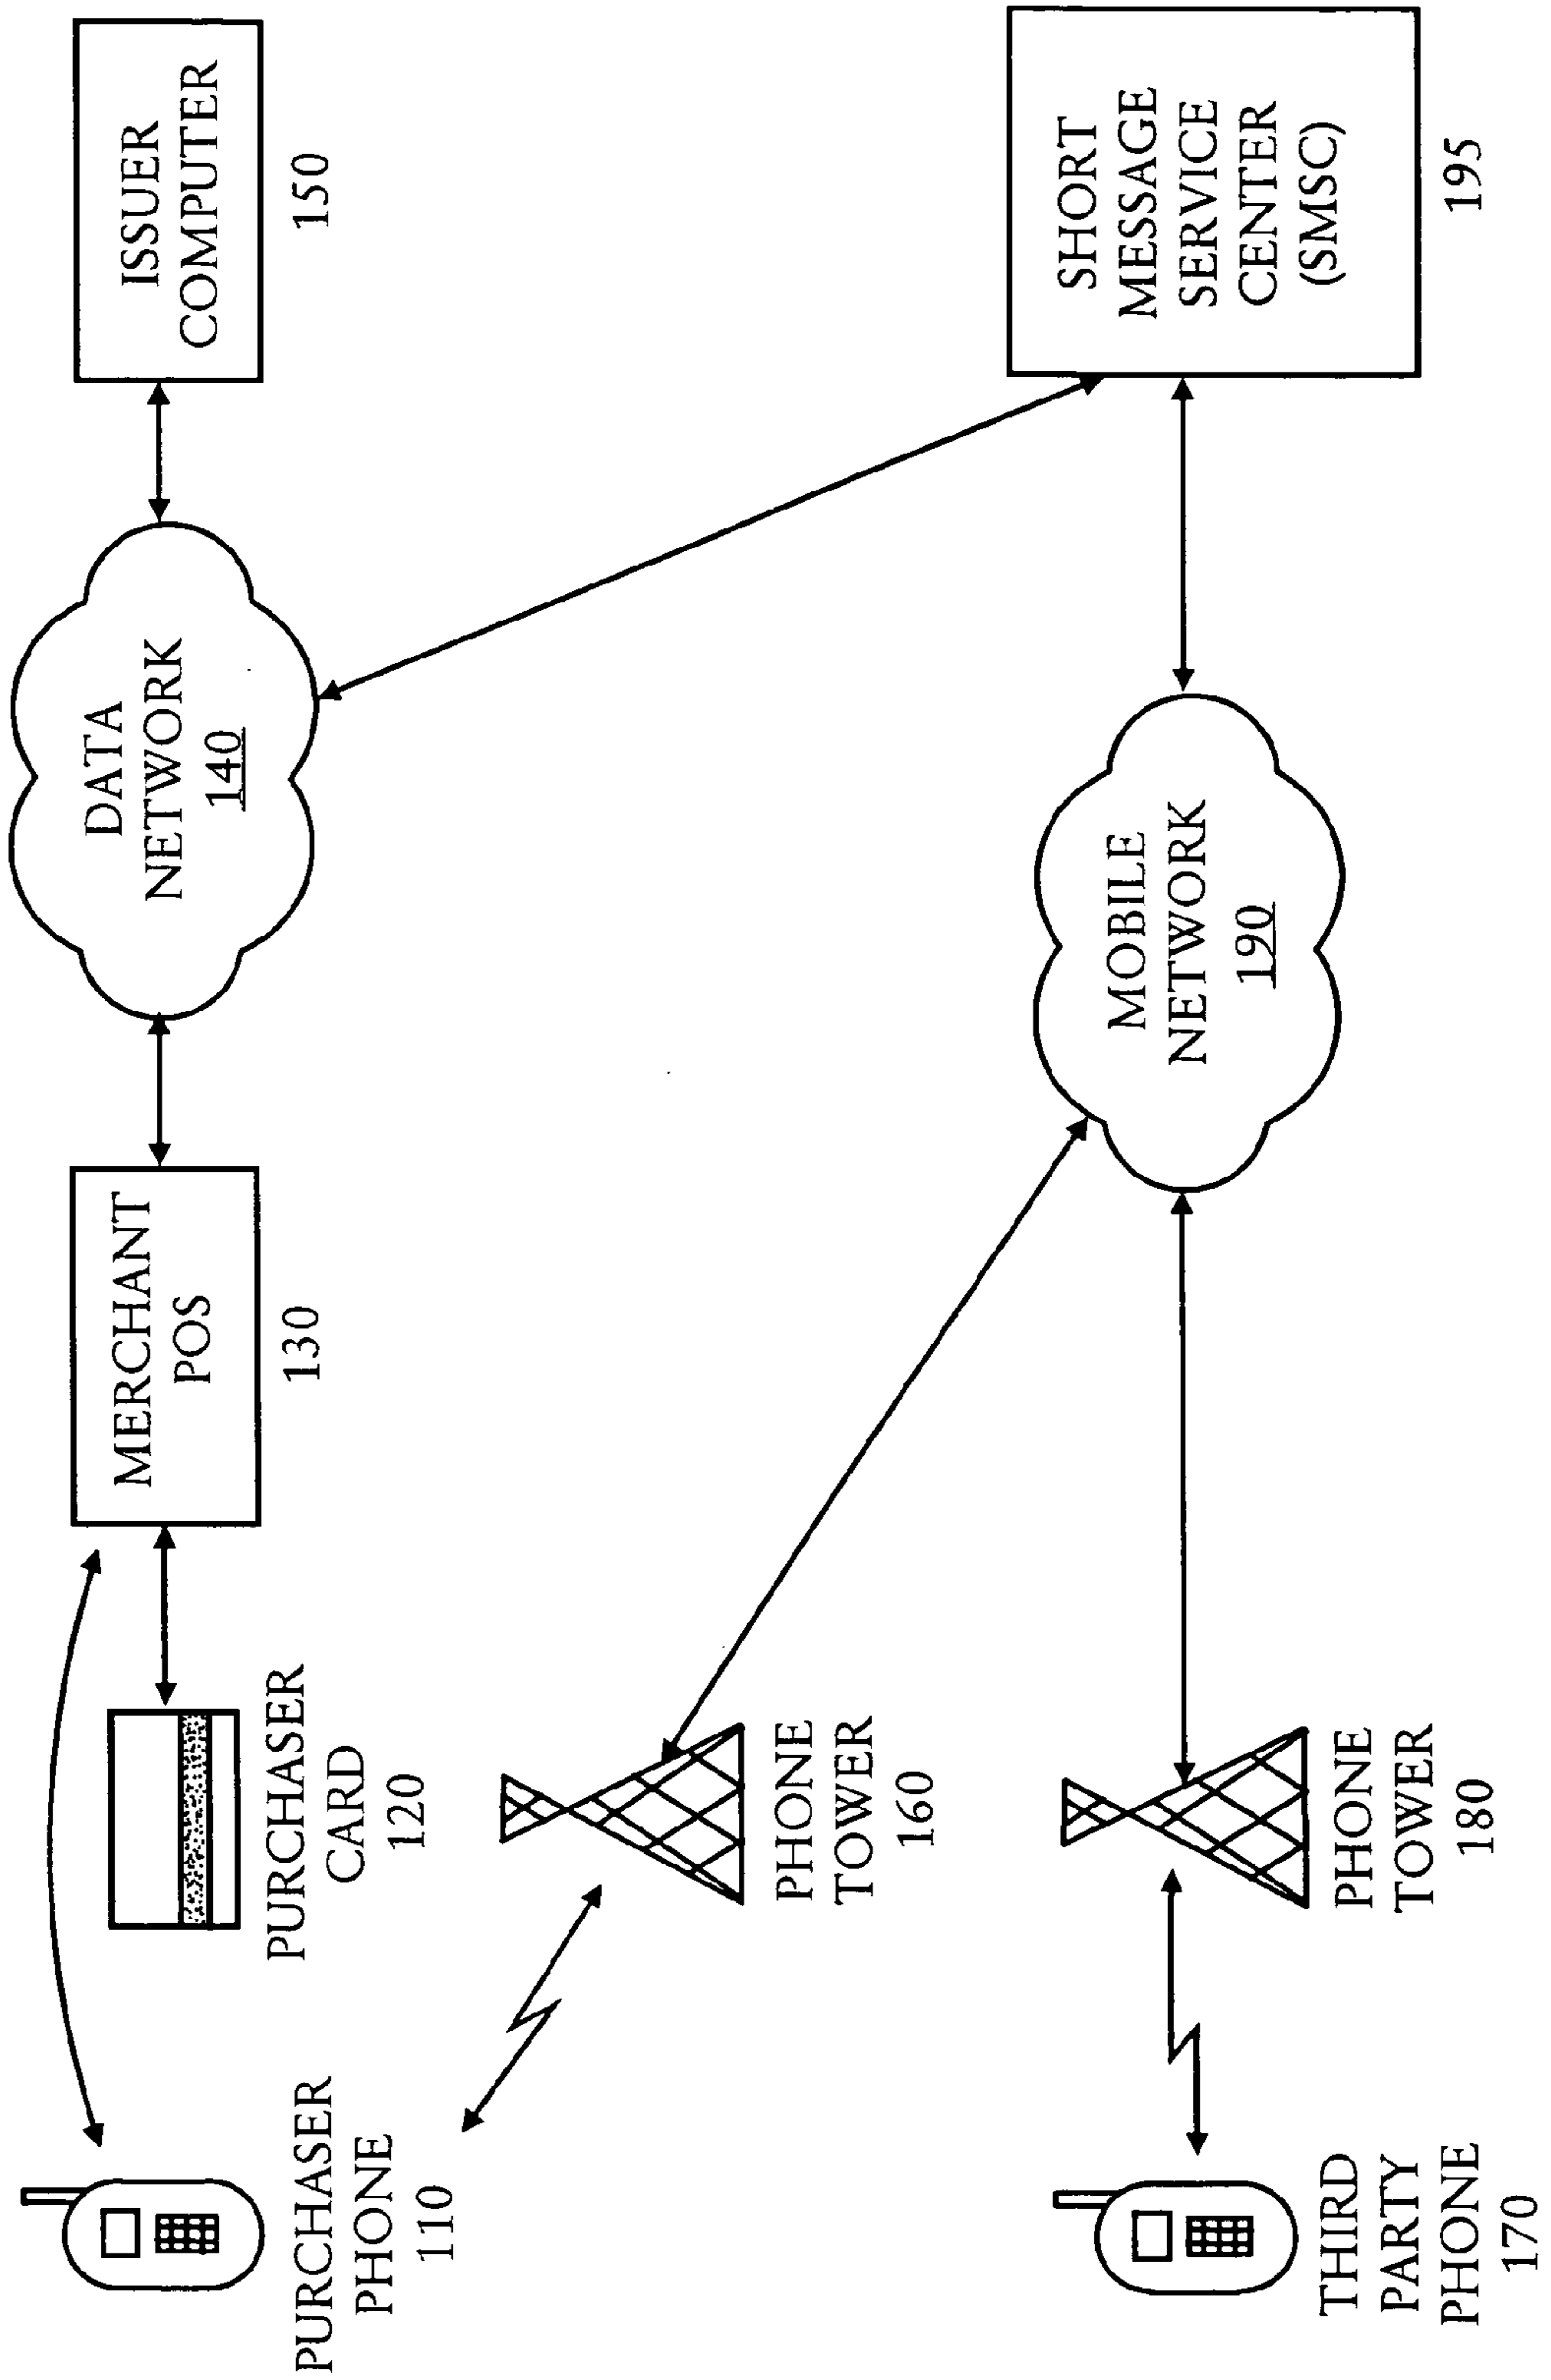 PURCHASER
PHONE
110
PURCHASER
CARD
120
MERCHANT
POS
130
DATA
NETWORK
140
ISSUER
COMPUTER
150
PHONE
TOWER
160
THIRD
PARTY
PHONE
170
PHONE
TOWER
180
MOBILE
NETWORK
190
SHORT
MESSAGE
SERVICE
CENTER
(SMSC)
195